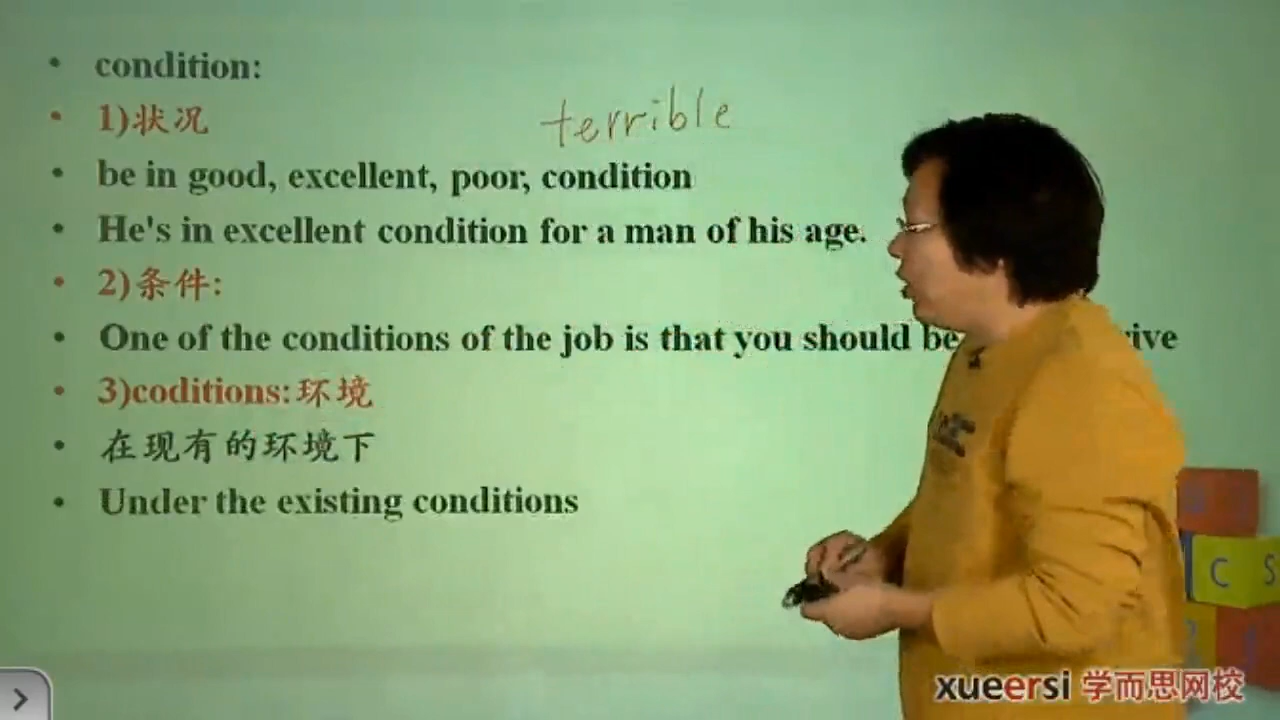 condition:
1)状况
terrible
be in good, excellent, poor, condition
He's in excellent condition for a man of his age.
2)条件:
One of the conditions of the job is that you should be ive
3)coditions:环境
在现有的环境下
Under the existing conditions
C S
xueersi 学而思网校